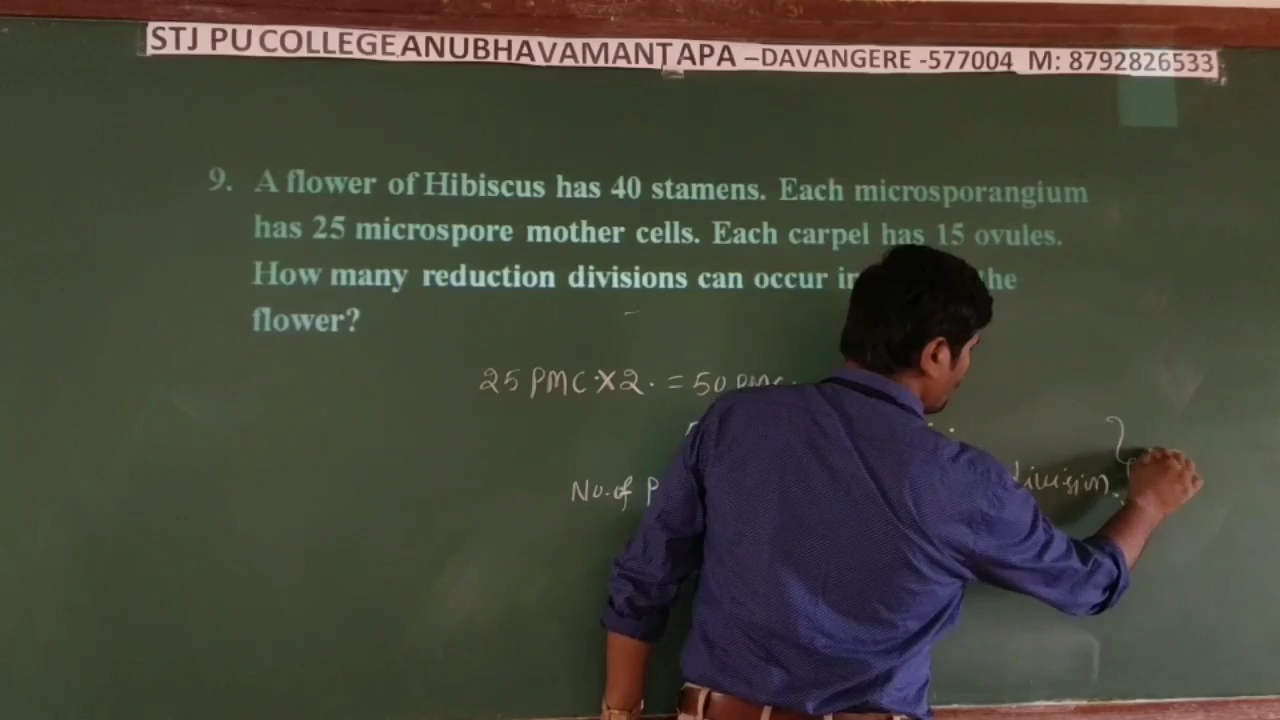 STJ PU COLLEGE ANUBHAVAMANTAPA –DAVANGERE -577004 M: 8792826533
9. A flower of Hibiscus has 40 stamens. Each microsporangium
has 25 microspore mother cells. Each carpel has 15 ovules.
How many reduction divisions can occur in the
flower?
25 PMC × 2. = 50 PMC.
No. of P division.